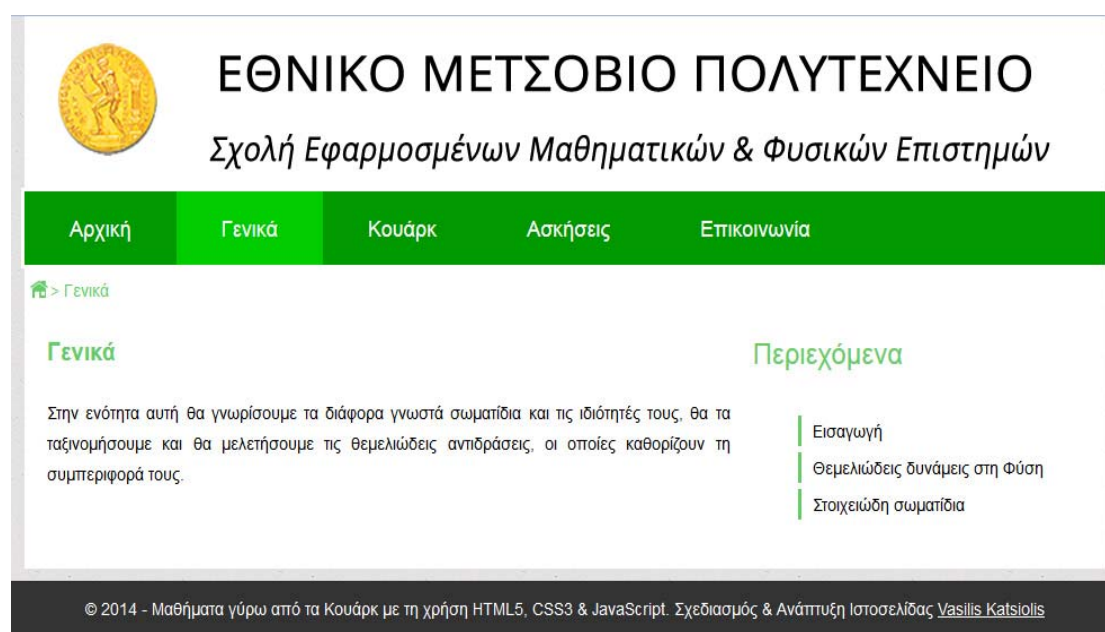 ΕΘΝΙΚΟ ΜΕΤΣΟΒΙΟ ΠΟΛΥΤΕΧΝΕΙΟ
Σχολή Εφαρμοσμένων Μαθηματικών & Φυσικών Επιστημών
Αρχική Γενικά Κουάρκ Ασκήσεις Επικοινωνία
> Γενικά
Γενικά
Στην ενότητα αυτή θα γνωρίσουμε τα διάφορα γνωστά σωματίδια και τις ιδιότητές τους, θα τα
ταξινομήσουμε και θα μελετήσουμε τις θεμελιώδεις αντιδράσεις, οι οποίες καθορίζουν τη
συμπεριφορά τους.
Περιεχόμενα
Εισαγωγή
Θεμελιώδεις δυνάμεις στη Φύση
Στοιχειώδη σωματίδια
© 2014 - Μαθήματα γύρω από τα Κουάρκ με τη χρήση HTML5, CSS3 & JavaScript. Σχεδιασμός & Ανάπτυξη Ιστοσελίδας Vasilis Katsiolis